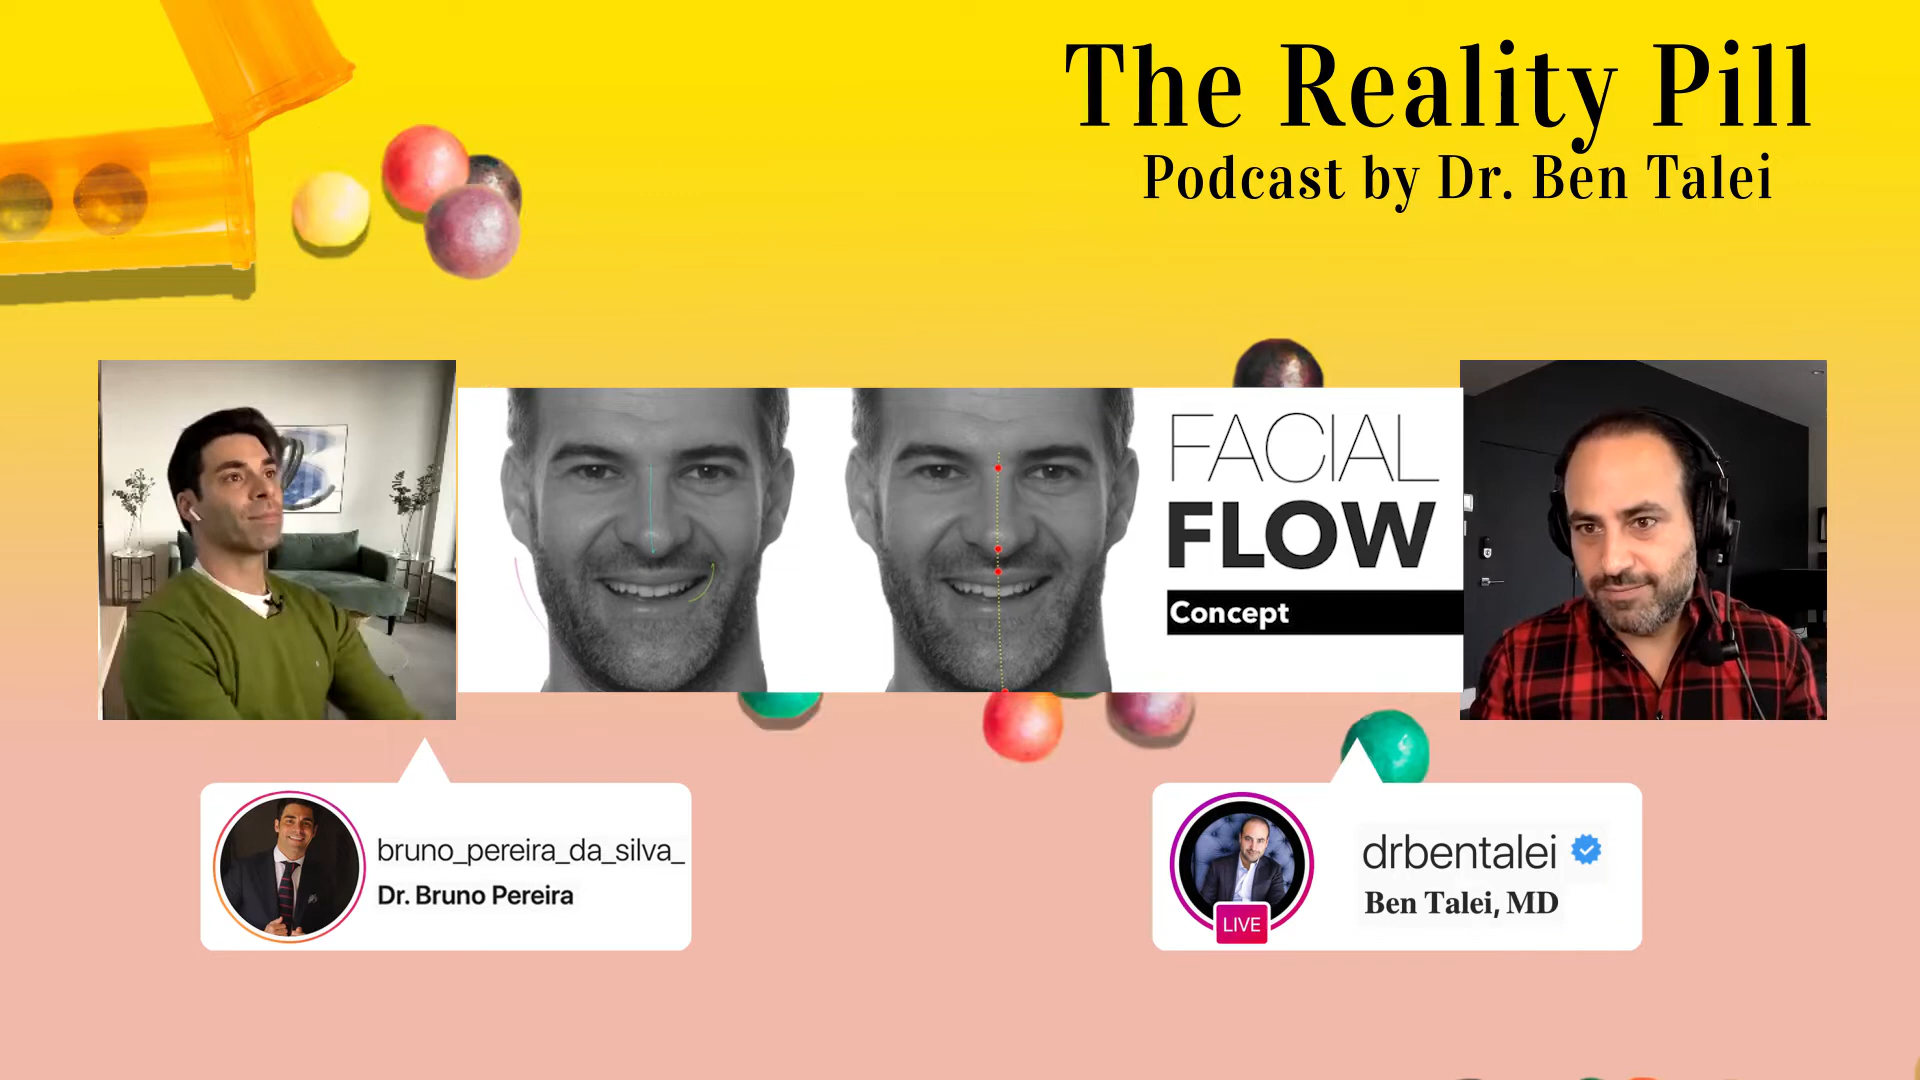 The Reality Pill
Podcast by Dr. Ben Talei
FACIAL
FLOW
Concept
bruno_pereira_da_silva_
Dr. Bruno Pereira
drbentalei
Ben Talei, MD
LIVE